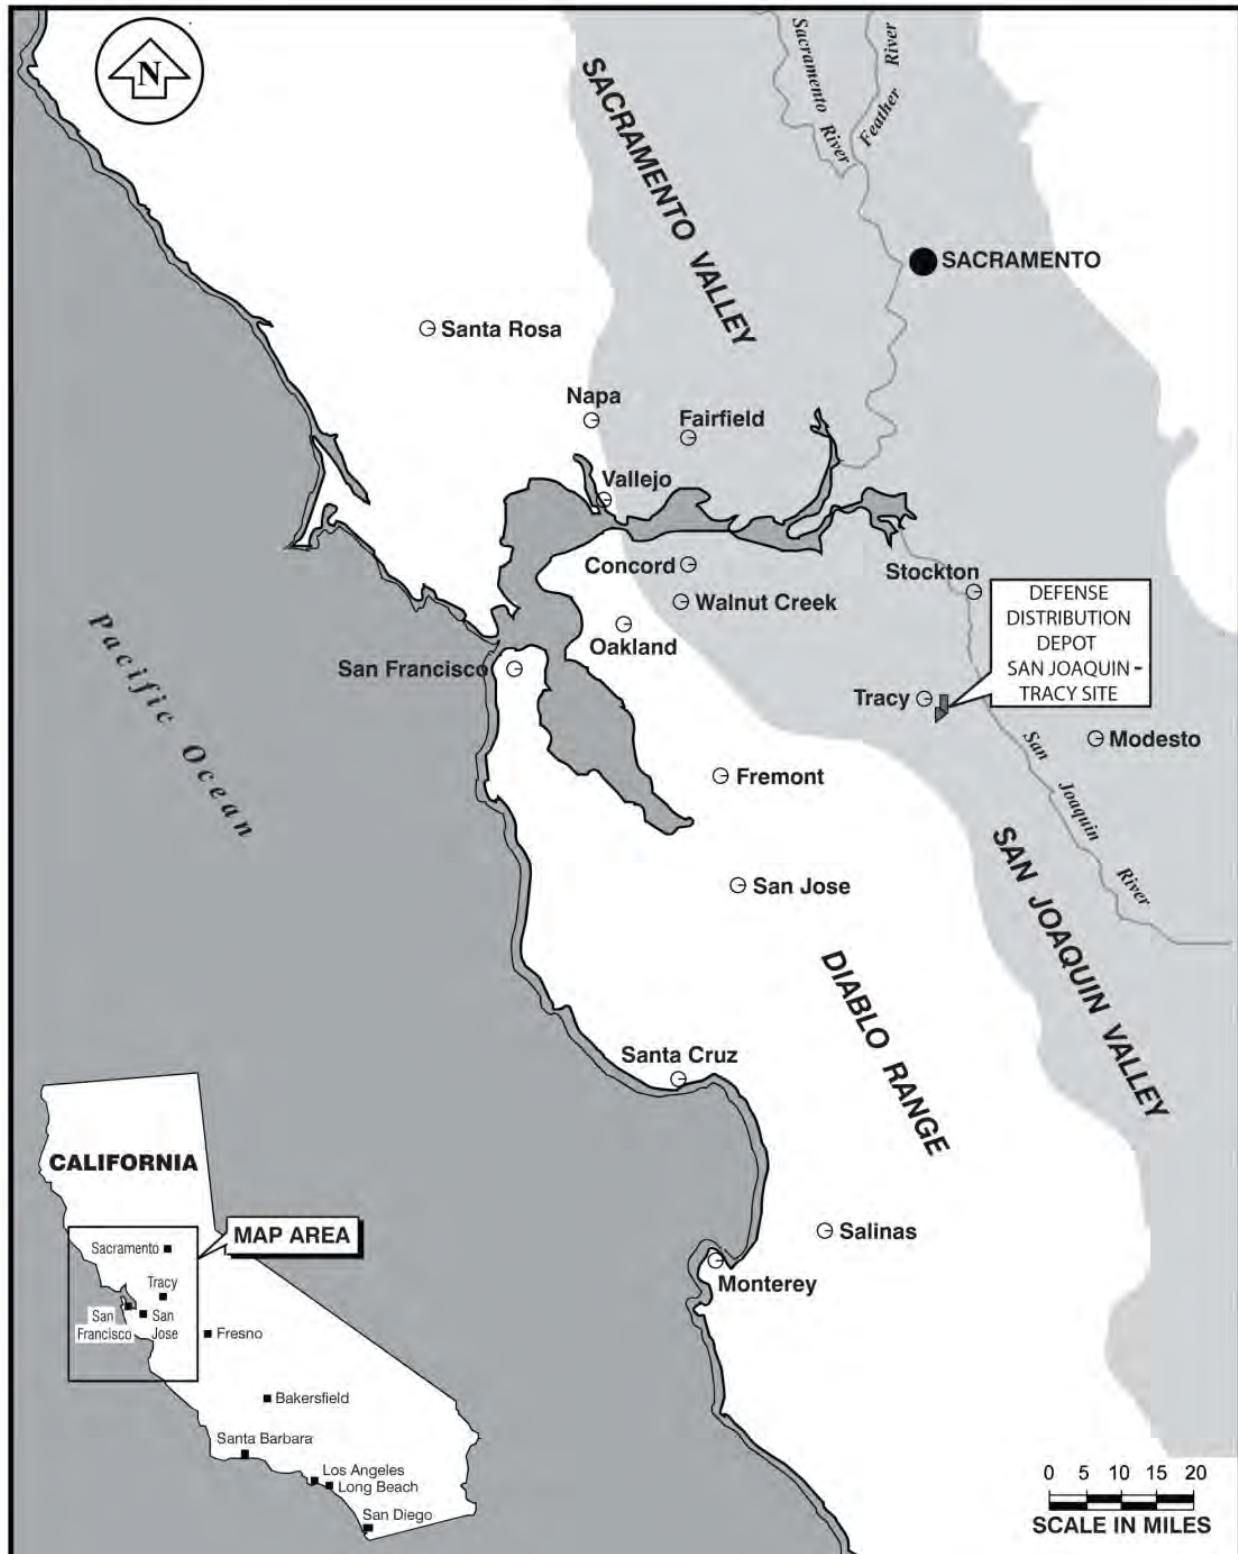 N
SACRAMENTO VALLEY
Sacramento River
Feather River
SACRAMENTO
Santa Rosa
Napa
Fairfield
Vallejo
Concord
Walnut Creek
Oakland
San Francisco
Stockton
DEFENSE
DISTRIBUTION
DEPOT
SAN JOAQUIN -
TRACY SITE
Tracy
Modesto
Pacific Ocean
Fremont
San Joaquin River
San Jose
SAN JOAQUIN VALLEY
DIABLO RANGE
Santa Cruz
Salinas
Monterey
CALIFORNIA
MAP AREA
Sacramento
Tracy
San
Francisco
San
Jose
Fresno
Bakersfield
Santa Barbara
Los Angeles
Long Beach
San Diego
0 5 10 15 20
SCALE IN MILES